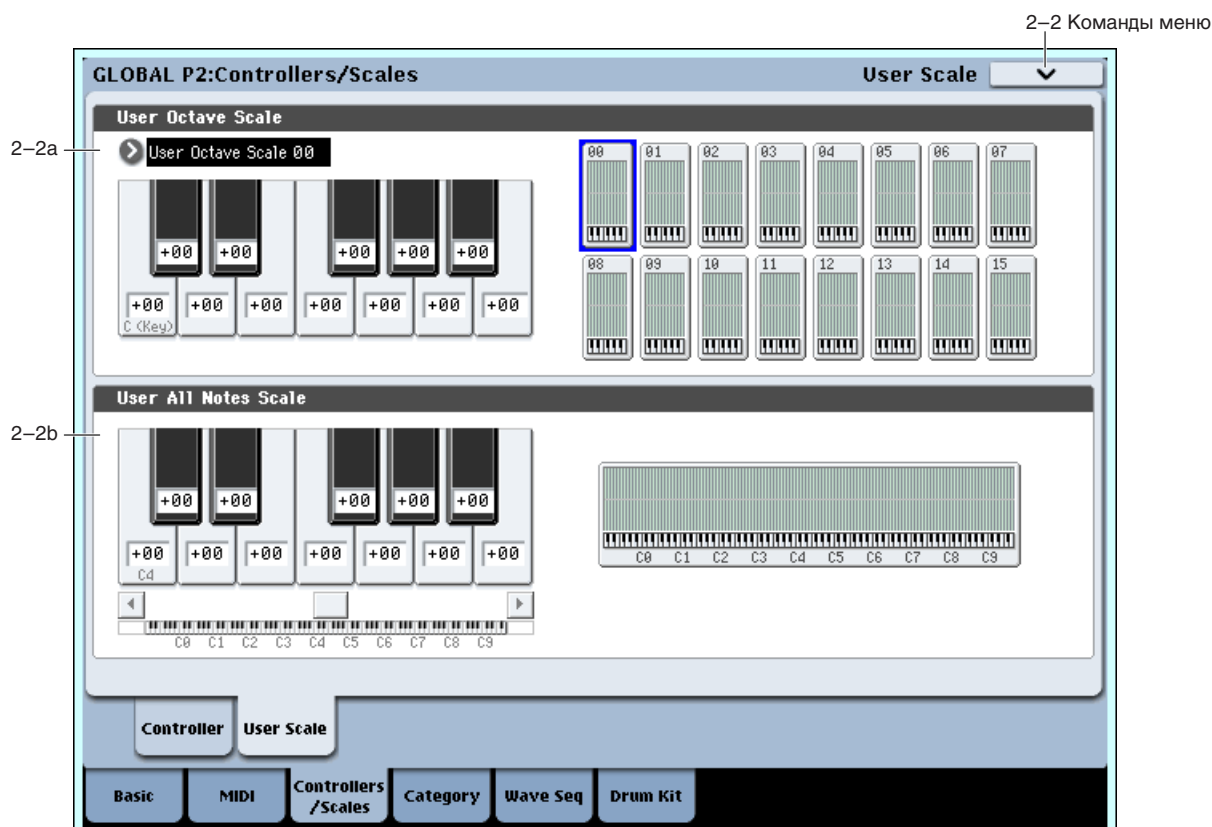 2–2 Команды меню
GLOBAL P2:Controllers/Scales
User Scale
User Octave Scale
2–2a
User Octave Scale 00
00 01 02 03 04 05 06 07
+00 +00 +00 +00 +00
08 09 10 11 12 13 14 15
+00 +00 +00 +00 +00 +00 +00
C (Key)
User All Notes Scale
2–2b
+00 +00 +00 +00 +00
+00 +00 +00 +00 +00 +00 +00
C4
C0 C1 C2 C3 C4 C5 C6 C7 C8 C9
C0 C1 C2 C3 C4 C5 C6 C7 C8 C9
Controller
User Scale
Basic
MIDI
Controllers
/Scales
Category
Wave Seq
Drum Kit